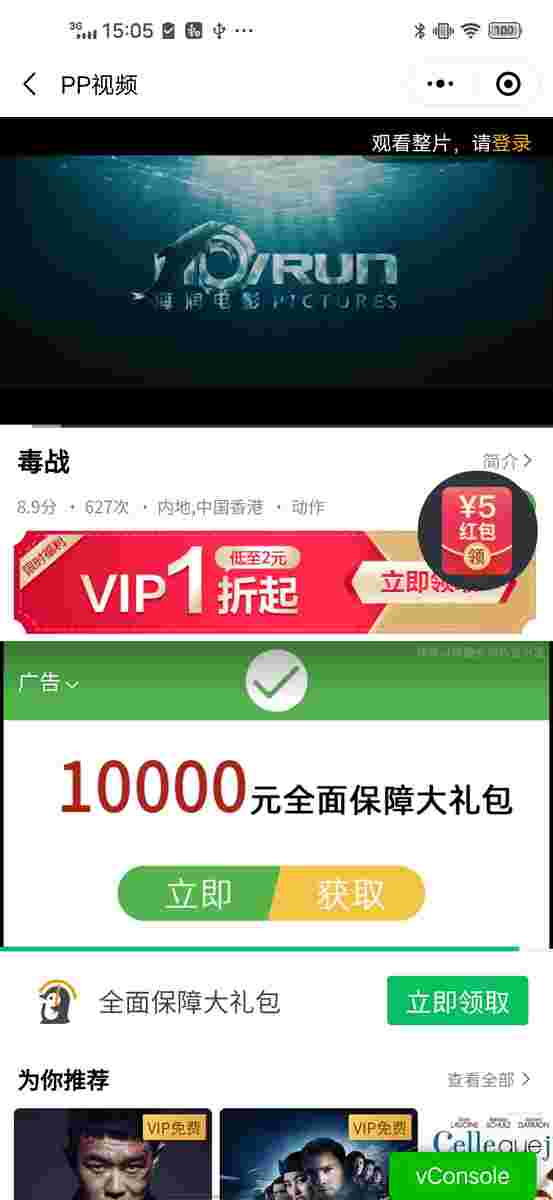 3G 15:05 100
PP视频
观看整片，请登录
OV/RUN
海润电影 PICTURES
毒战
简介
8.9分 · 627次 · 内地,中国香港 · 动作
¥5
红包
领
限时福利
VIP1折起
低至2元
立即领取
广告
10000元全面保障大礼包
立即 获取
全面保障大礼包
立即领取
为你推荐
查看全部
VIP免费
VIP免费
vConsole